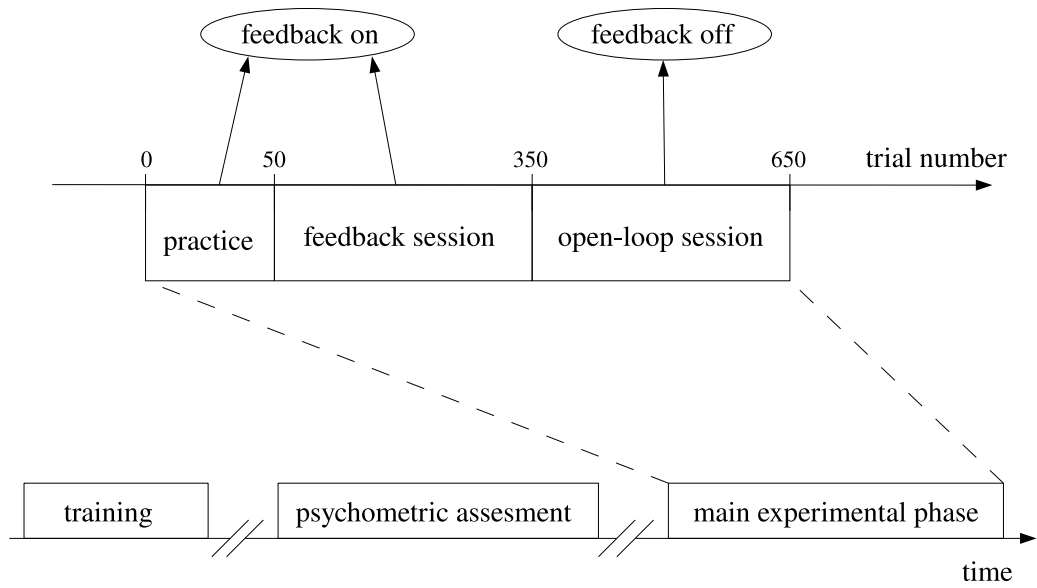 feedback on
feedback off
0
50
350
650
trial number
practice
feedback session
open-loop session
training
psychometric assesment
main experimental phase
time